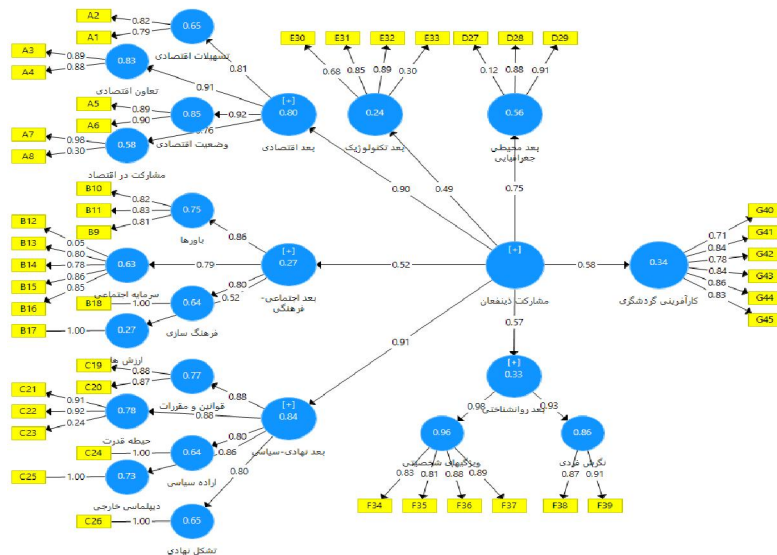 A2
A1
0.82
0.79
0.65
تسهیلات اقتصادی
A3
A4
0.89
0.88
0.83
تعاون اقتصادی
A5
A6
0.89
0.90
0.85
وضعیت اقتصادی
A7
A8
0.98
0.30
0.58
مشارکت در اقتصاد
0.81
0.91
0.92
0.76
[+]
0.80
بعد اقتصادی
E30
E31
E32
E33
0.68
0.85
0.89
0.30
0.24
بعد تکنولوژیک
D27
D28
D29
0.12
0.88
0.91
0.56
بعد محیطی
جغرافیایی
0.90
0.49
0.75
B10
B11
B9
0.82
0.83
0.81
0.75
باورها
B12
B13
B14
B15
B16
0.05
0.80
0.78
0.86
0.85
0.63
سرمایه اجتماعی
B18
1.00
0.64
فرهنگ سازی
B17
1.00
0.27
ارزش ها
0.86
0.79
0.80
0.52
[+]
0.27
بعد اجتماعی-
فرهنگی
0.52
[+]
مشارکت ذینفعان
0.58
0.34
کارآفرینی گردشگری
G40
G41
G42
G43
G44
G45
0.71
0.84
0.78
0.84
0.86
0.83
0.91
0.57
C19
C20
0.88
0.87
0.77
قوانین و مقررات
C21
C22
C23
0.91
0.92
0.24
0.78
حیطه قدرت
C24
1.00
0.64
اراده سیاسی
C25
1.00
0.73
دیپلماسی خارجی
C26
1.00
0.65
تشکل نهادی
0.88
0.88
0.80
0.86
0.80
[+]
0.84
بعد نهادی-سیاسی
[+]
0.33
بعد روانشناختی
0.98
0.93
0.96
ویژگیهای شخصیتی
0.86
نگرش فردی
0.83
0.81
0.88
0.89
0.87
0.91
F34
F35
F36
F37
F38
F39